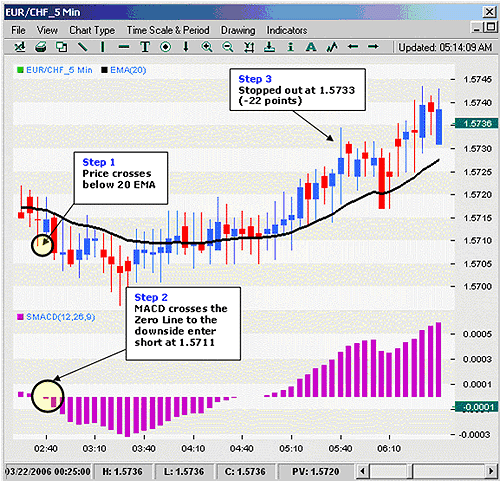 EUR/CHF_5 Min
File View Chart Type Time Scale & Period Drawing Indicators
Updated: 05:14:09 AM
EUR/CHF_5 Min EMA(20)
Step 3
Stopped out at 1.5733
(-22 points)
Step 1
Price crosses
below 20 EMA
1.5745
1.5736
1.5730
1.5725
1.5720
1.5715
1.5710
1.5705
1.5700
Step 2
MACD crosses the
Zero Line to the
downside enter
short at 1.5711
SMACD(12,26,9)
0.0005
0.0003
0.0001
-0.0001
-0.0003
02:40 03:10 03:40 04:10 04:40 05:10 05:40 06:10
03/22/2006 00:25:00 H: 1.5736 L: 1.5736 C: 1.5736 PV: 1.5720